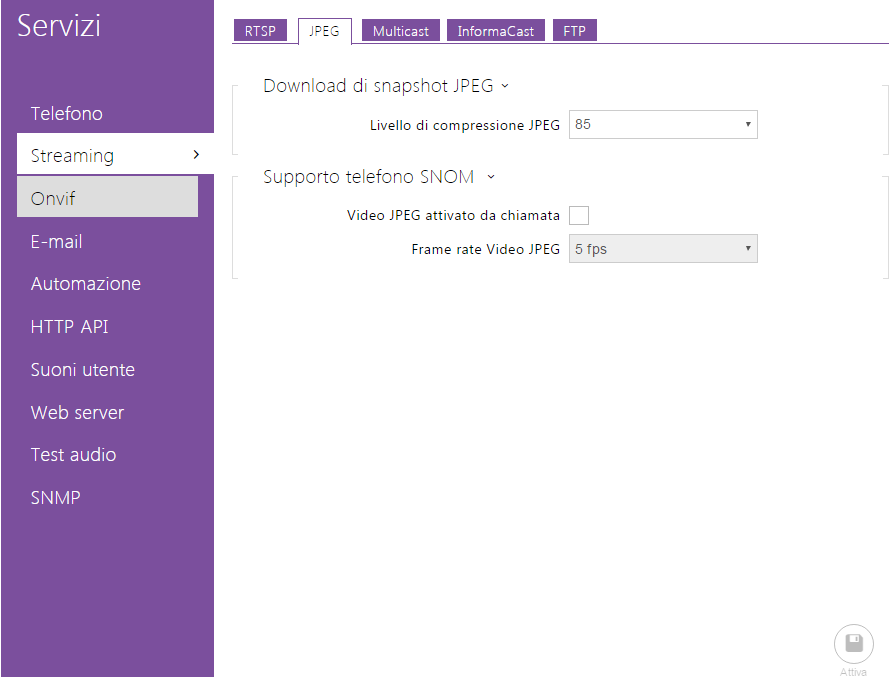 Servizi
Telefono
Streaming
Onvif
E-mail
Automazione
HTTP API
Suoni utente
Web server
Test audio
SNMP
RTSP JPEG Multicast InformaCast FTP
Download di snapshot JPEG
Livello di compressione JPEG 85
Supporto telefono SNOM
Video JPEG attivato da chiamata
Frame rate Video JPEG 5 fps
Attiva